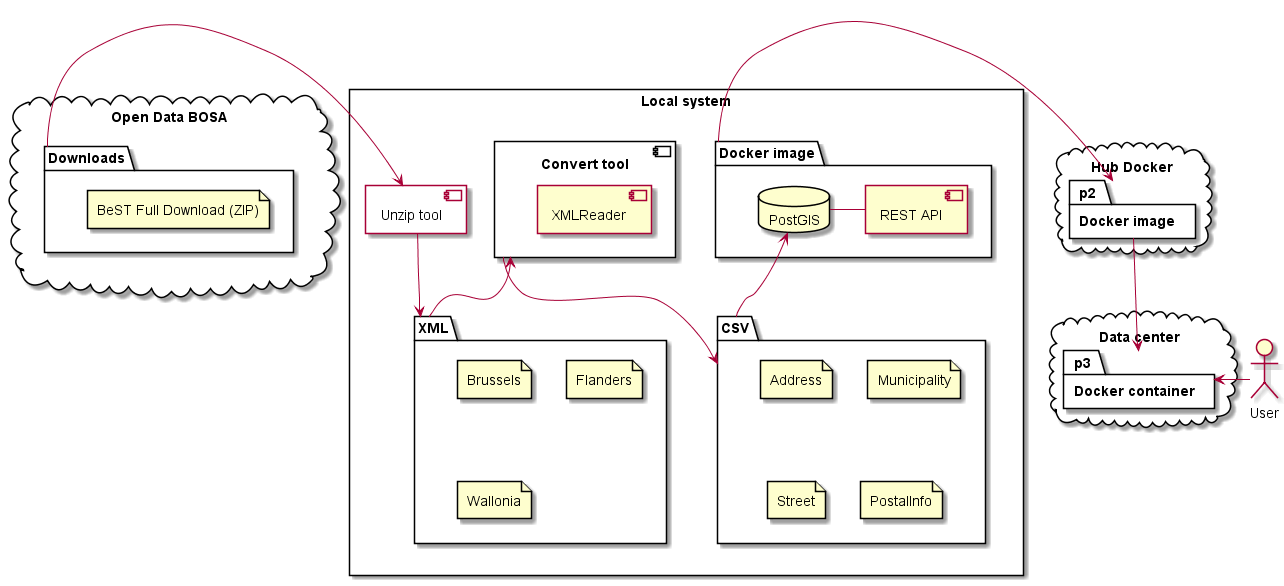 Open Data BOSA
Downloads
BeST Full Download (ZIP)
Local system
Unzip tool
Convert tool
XMLReader
Docker image
PostGIS
REST API
XML
Brussels
Flanders
Wallonia
CSV
Address
Municipality
Street
PostalInfo
Hub Docker
p2
Docker image
Data center
p3
Docker container
User